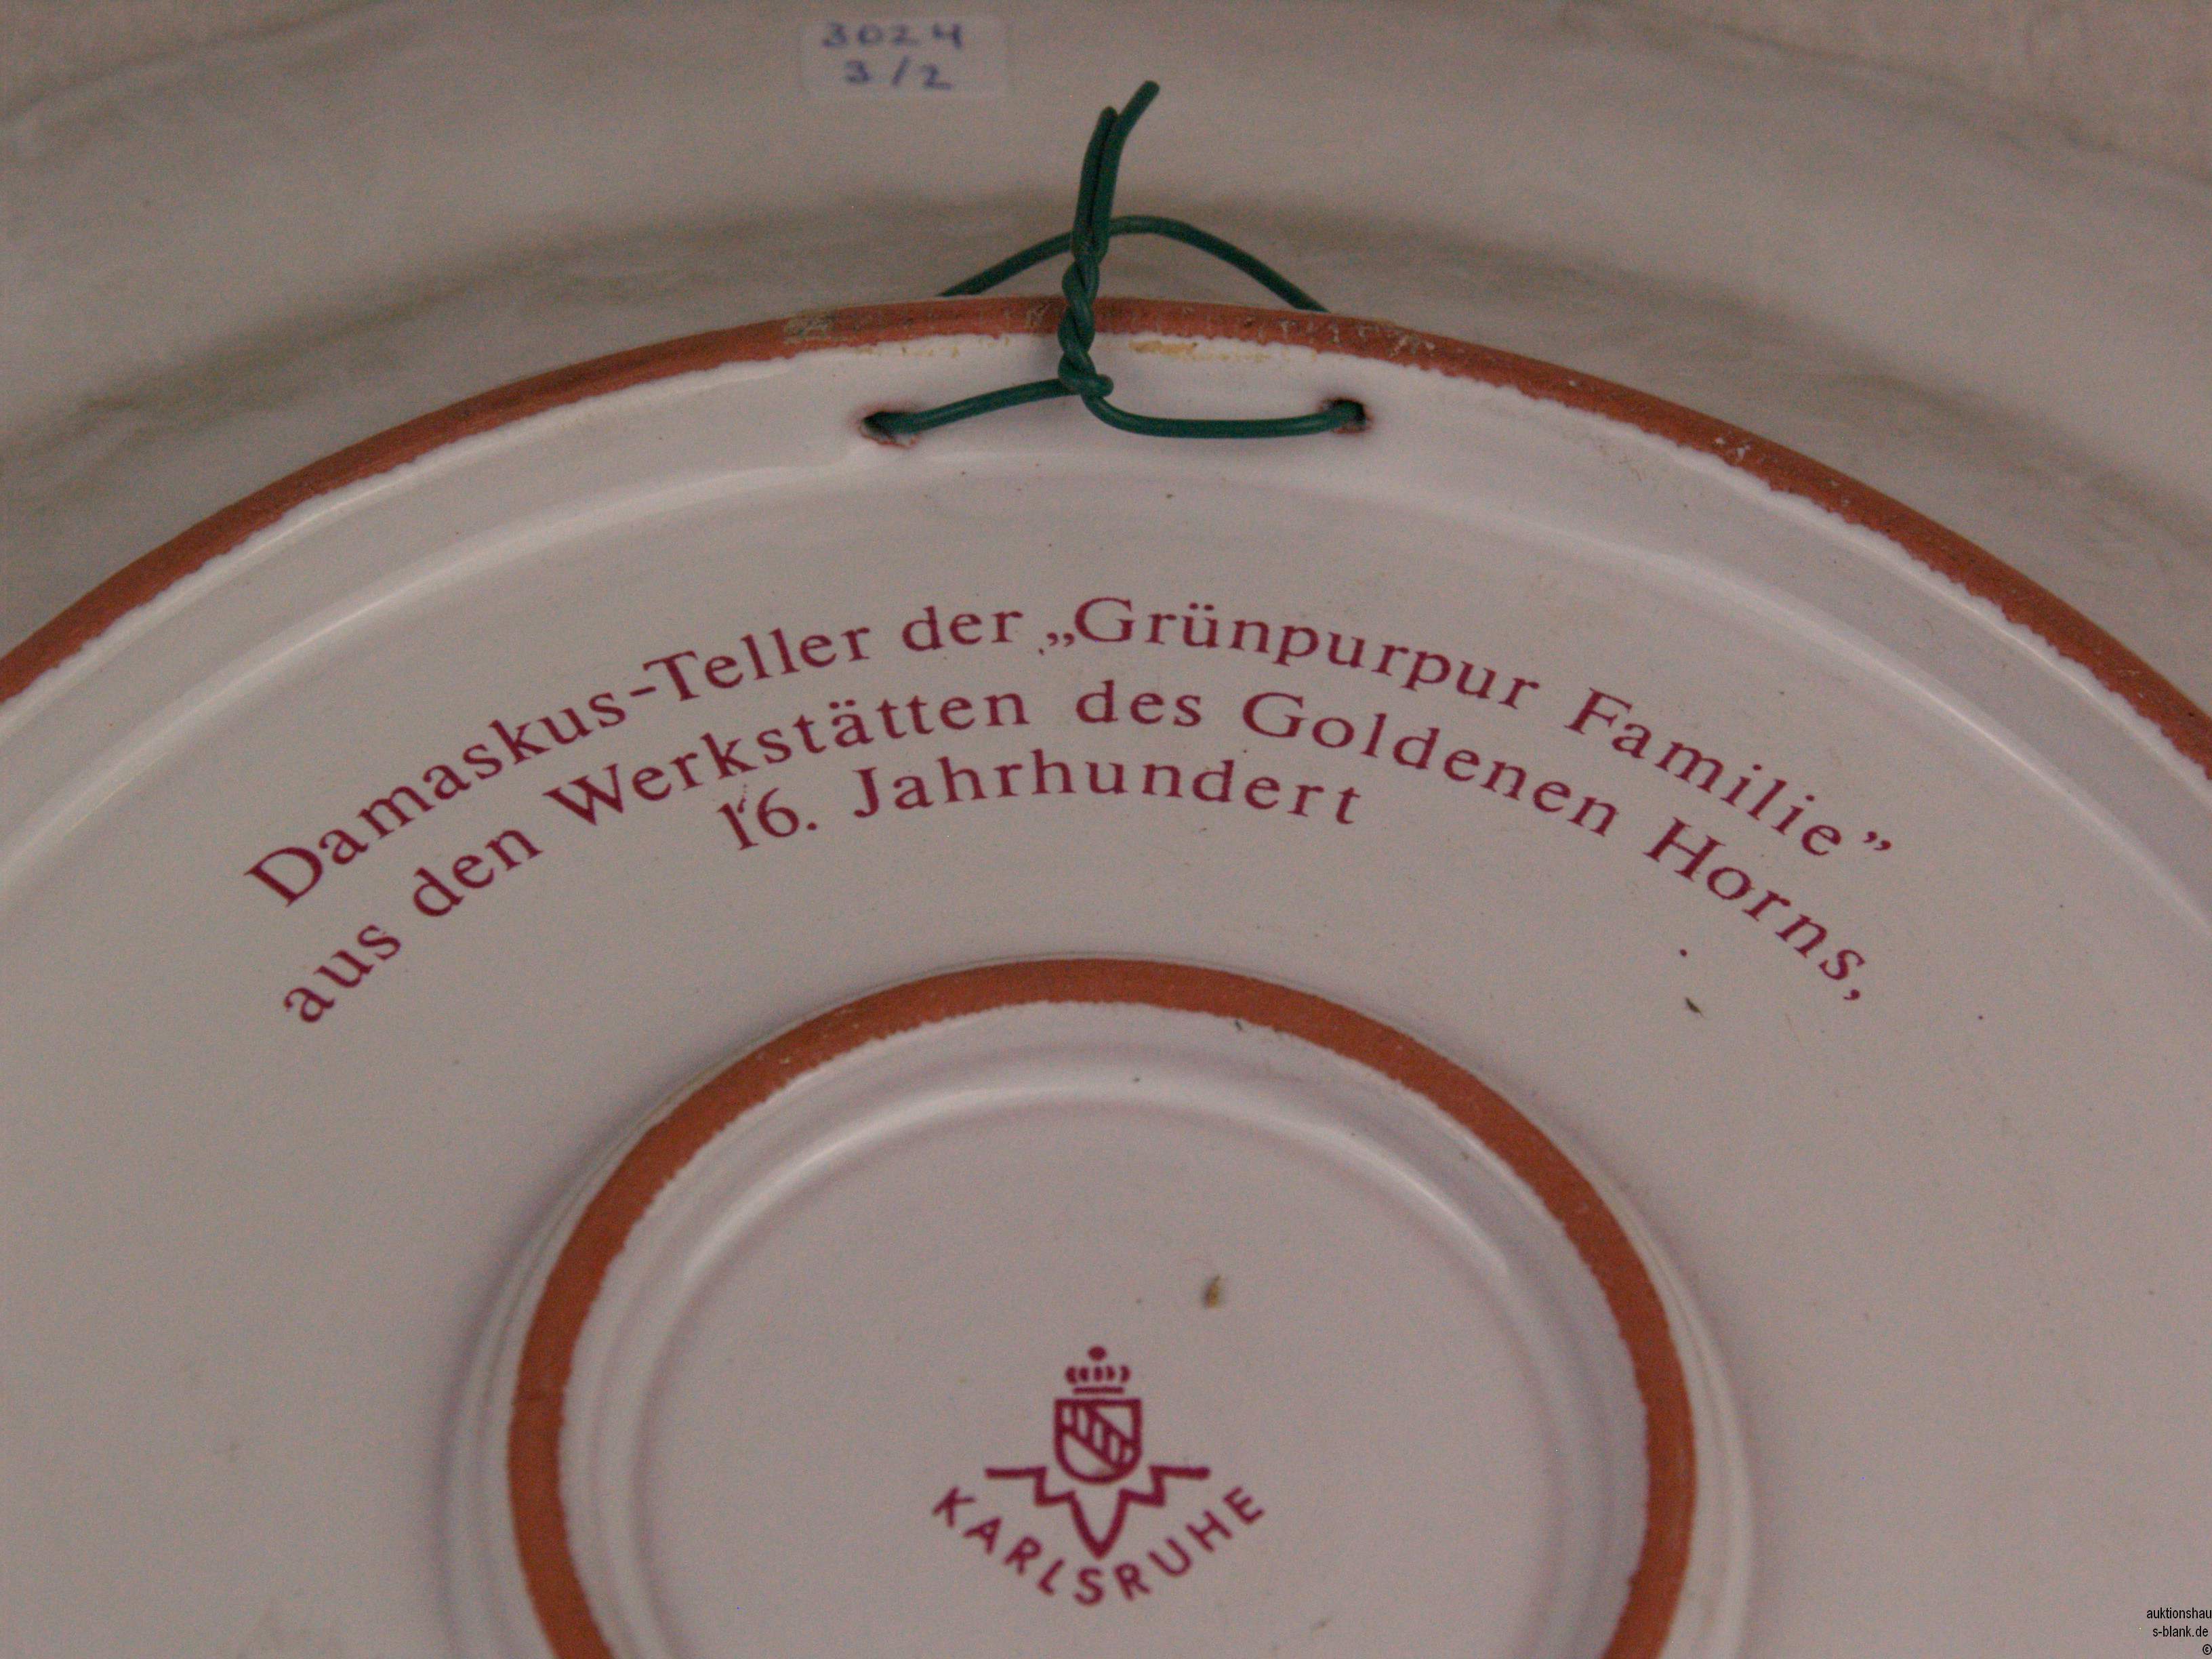 3024
3/2
Damaskus-Teller der „Grünpurpur Familie”
aus den Werkstätten des Goldenen Horns,
16. Jahrhundert
KARLSRUHE
auktionshau
s-blank.de
©